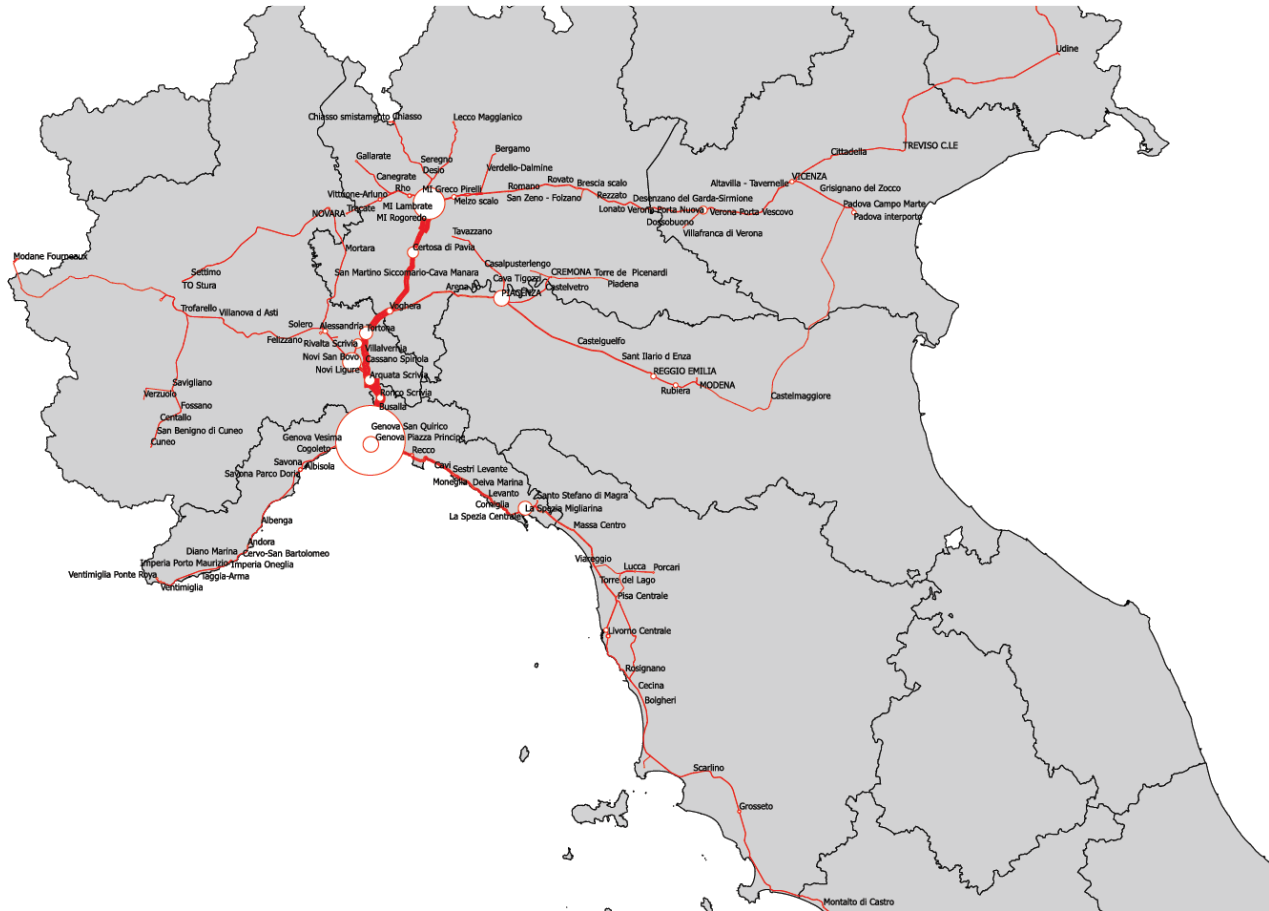 Udine
Chiasso smistamento Chiasso
Lecco Maggianico
TREVISO C.LE
Cittadella
Bergamo
Gallarate
Seregno
Desio
Verdello-Dalmine
Canegrate
Rho
MI Greco Pirelli
Romano
Rovato
Brescia scalo
Altavilla - Tavernelle
VICENZA
Vittuone-Arluno
Melzo scalo
San Zeno - Folzano
Rezzato
Desenzano del Garda-Sirmione
Grisignano del Zocco
NOVARA
Trecate
MI Lambrate
MI Rogoredo
Lonato
Verona Porta Nuova
Verona Porta Vescovo
Padova Campo Marte
Padova interporto
Dossobuono
Villafranca di Verona
Tavazzano
Mortara
Certosa di Pavia
Modane Fourneaux
Settimo
TO Stura
San Martino Siccomario-Cava Manara
Casalpusterlengo
CREMONA
Torre de Picenardi
Cava Tigozzi
Piadena
Castelvetro
Arena Po
PIACENZA
Trofarello
Villanova d Asti
Voghera
Solero
Alessandria
Tortona
Felizzano
Rivalta Scrivia
Villalvernia
Castelguelfo
Novi San Bovo
Cassano Spinola
Sant Ilario d Enza
Novi Ligure
Arquata Scrivia
REGGIO EMILIA
Rubiera
MODENA
Savigliano
Verzuolo
Ronco Scrivia
Castelmaggiore
Fossano
Busalla
Centallo
San Benigno di Cuneo
Cuneo
Genova San Quirico
Genova Vesima
Genova Piazza Principe
Cogoleto
Recco
Savona
Albisola
Savona Parco Doria
Cavi
Sestri Levante
Moneglia
Deiva Marina
Levanto
Santo Stefano di Magra
Corniglia
La Spezia Migliarina
La Spezia Centrale
Albenga
Massa Centro
Andora
Diano Marina
Cervo-San Bartolomeo
Imperia Porto Maurizio
Imperia Oneglia
Viareggio
Lucca
Porcari
Ventimiglia Ponte Roya
Taggia-Arma
Ventimiglia
Torre del Lago
Pisa Centrale
Livorno Centrale
Rosignano
Cecina
Bolgheri
Scarlino
Grosseto
Montalto di Castro